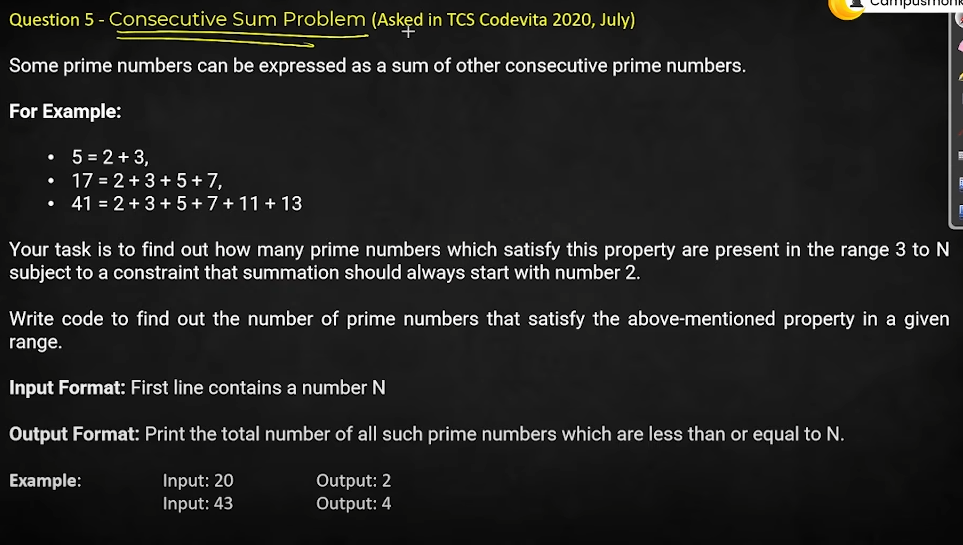 Campusmonk
Question 5 - Consecutive Sum Problem (Asked in TCS Codevita 2020, July)
Some prime numbers can be expressed as a sum of other consecutive prime numbers.
For Example:
• 5 = 2 + 3,
• 17 = 2 + 3 + 5 + 7,
• 41 = 2 + 3 + 5 + 7 + 11 + 13
Your task is to find out how many prime numbers which satisfy this property are present in the range 3 to N
subject to a constraint that summation should always start with number 2.
Write code to find out the number of prime numbers that satisfy the above-mentioned property in a given
range.
Input Format: First line contains a number N
Output Format: Print the total number of all such prime numbers which are less than or equal to N.
Example: Input: 20 Output: 2
Input: 43 Output: 4